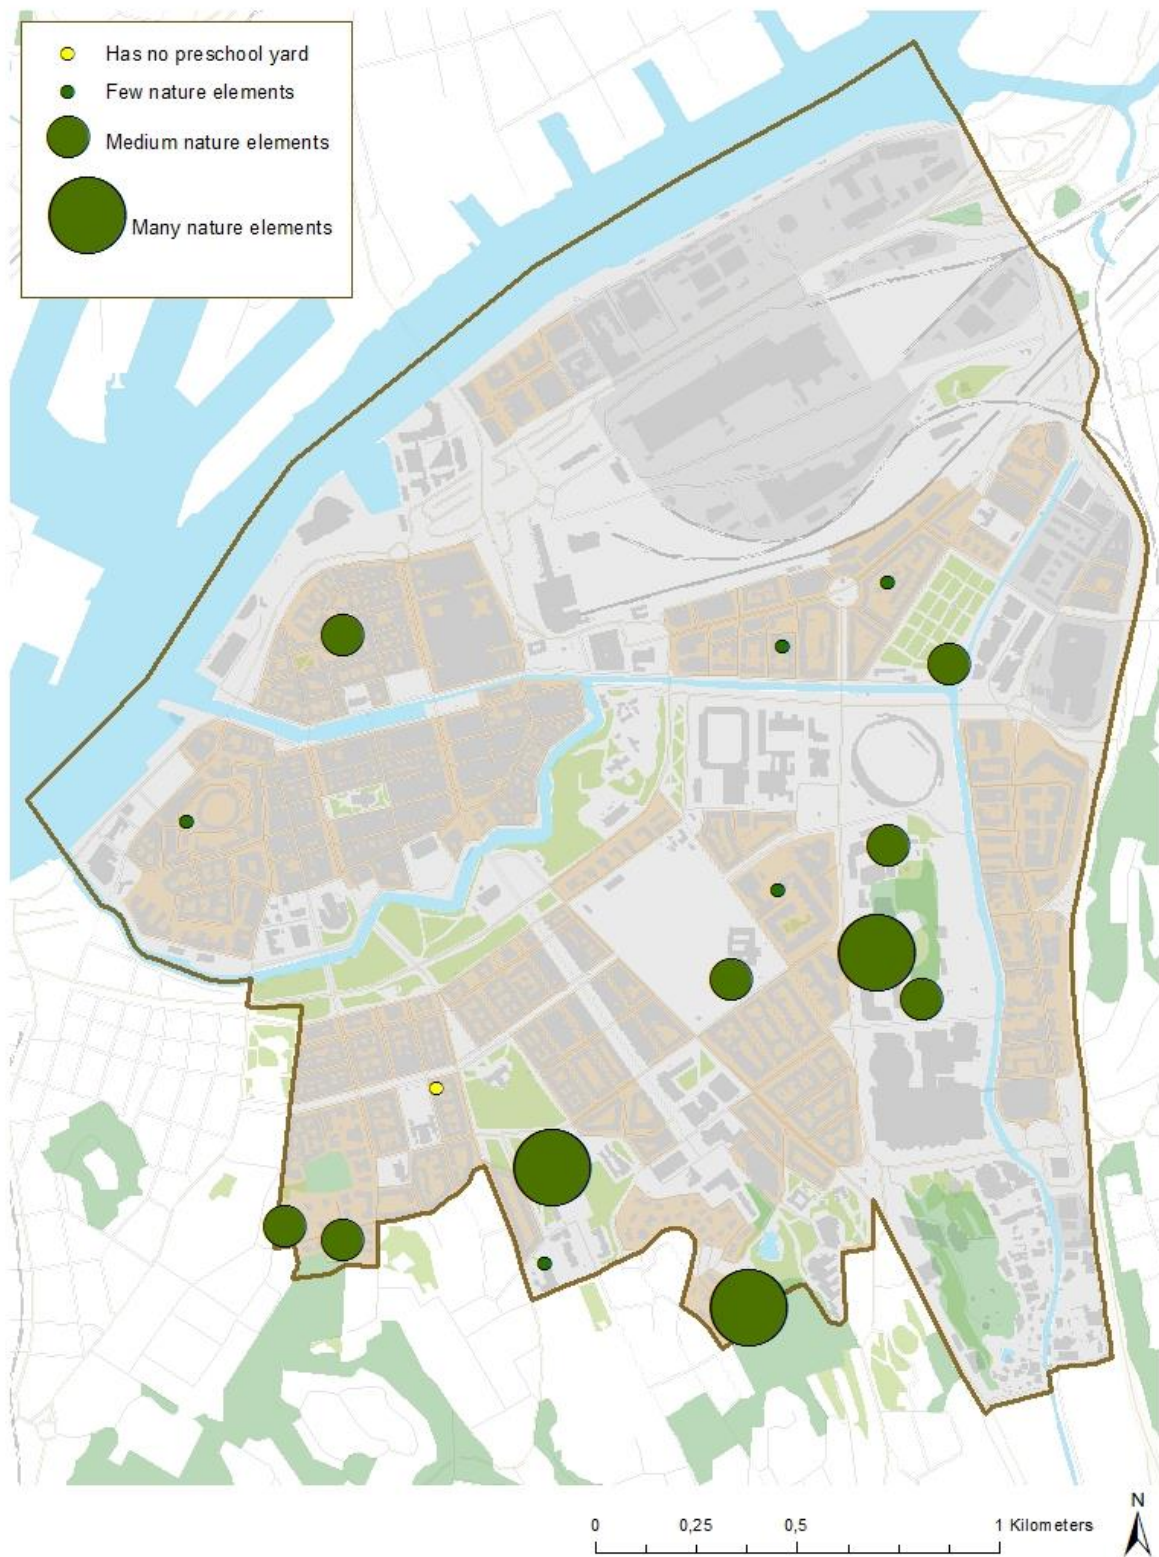 Has no preschool yard
Few nature elements
Medium nature elements
Many nature elements
N
0 0,25 0,5 1 Kilometers